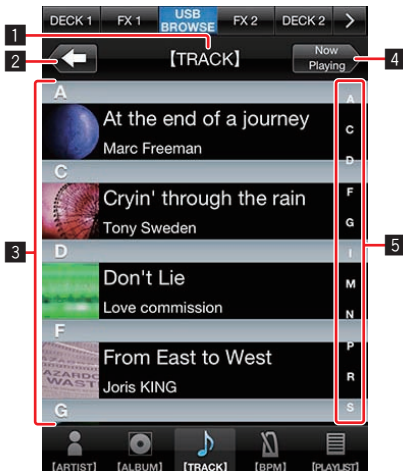 DECK 1 FX 1 USB BROWSE FX 2 DECK 2 >
1
2 [TRACK] Now Playing 4
A
At the end of a journey
Marc Freeman
C
Cryin' through the rain
Tony Sweden
3
D
Don't Lie
Love commission
F
AZARDO
WAST
From East to West
Joris KING
G
A
C
D
F
G
I
5
M
N
P
R
S
[ARTIST] [ALBUM] [TRACK] [BPM] [PLAYLIST]